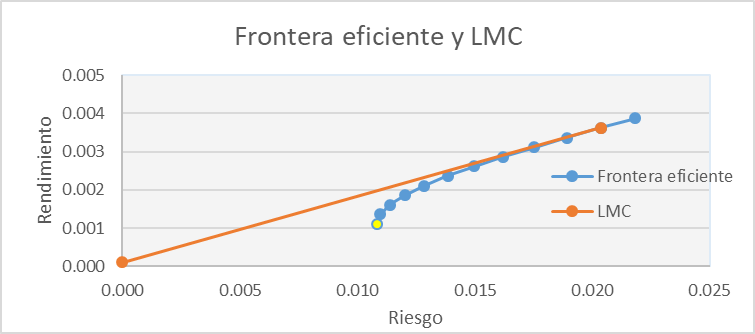 Frontera eficiente y LMC
0.005
0.004
0.003
0.002
0.001
0.000
Rendimiento
Frontera eficiente
LMC
0.000 0.005 0.010 0.015 0.020 0.025
Riesgo